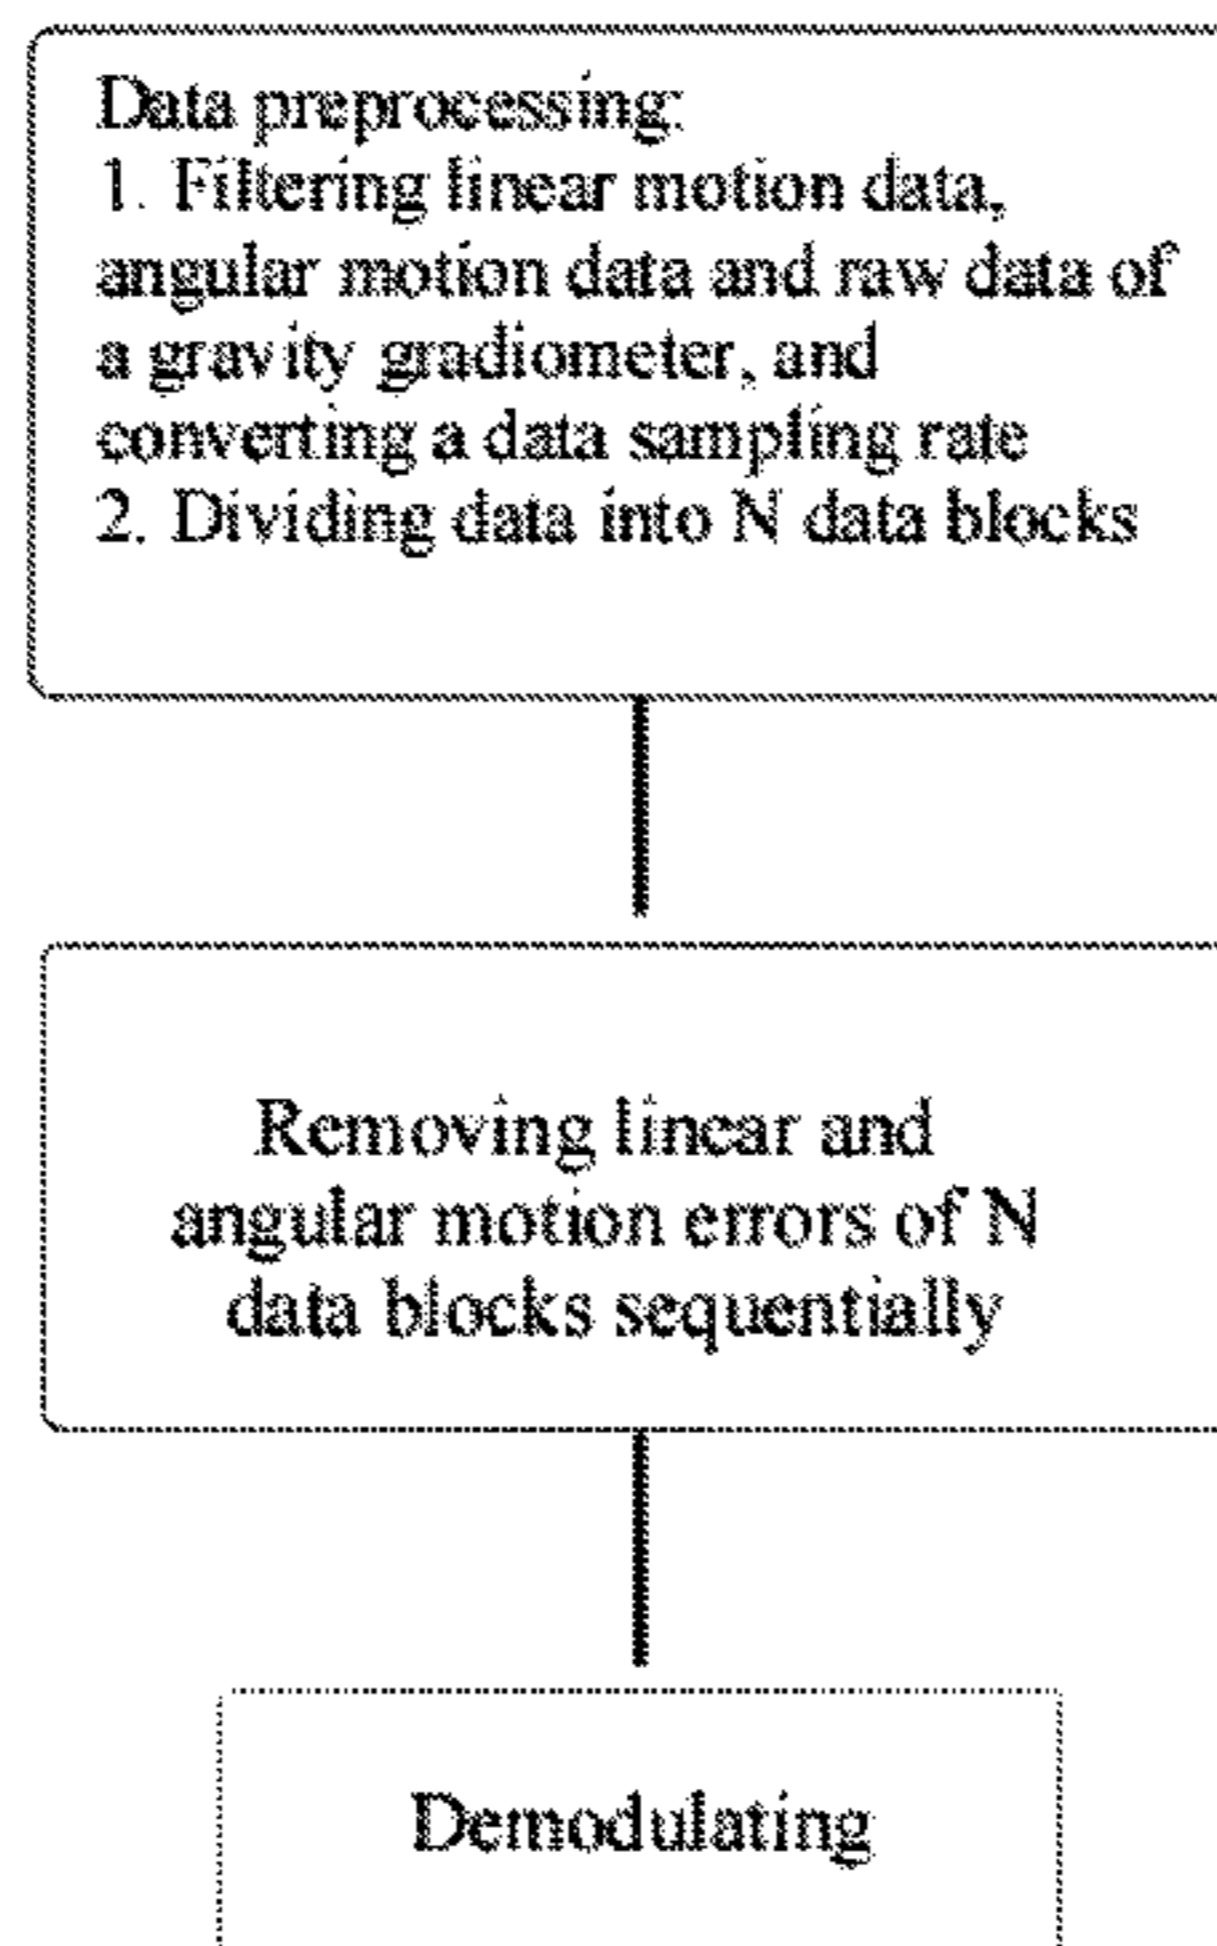 Data preprocessing:
1. Filtering linear motion data,
angular motion data and raw data of
a gravity gradiometer, and
converting a data sampling rate
2. Dividing data into N data blocks
Removing linear and
angular motion errors of N
data blocks sequentially
Demodulating